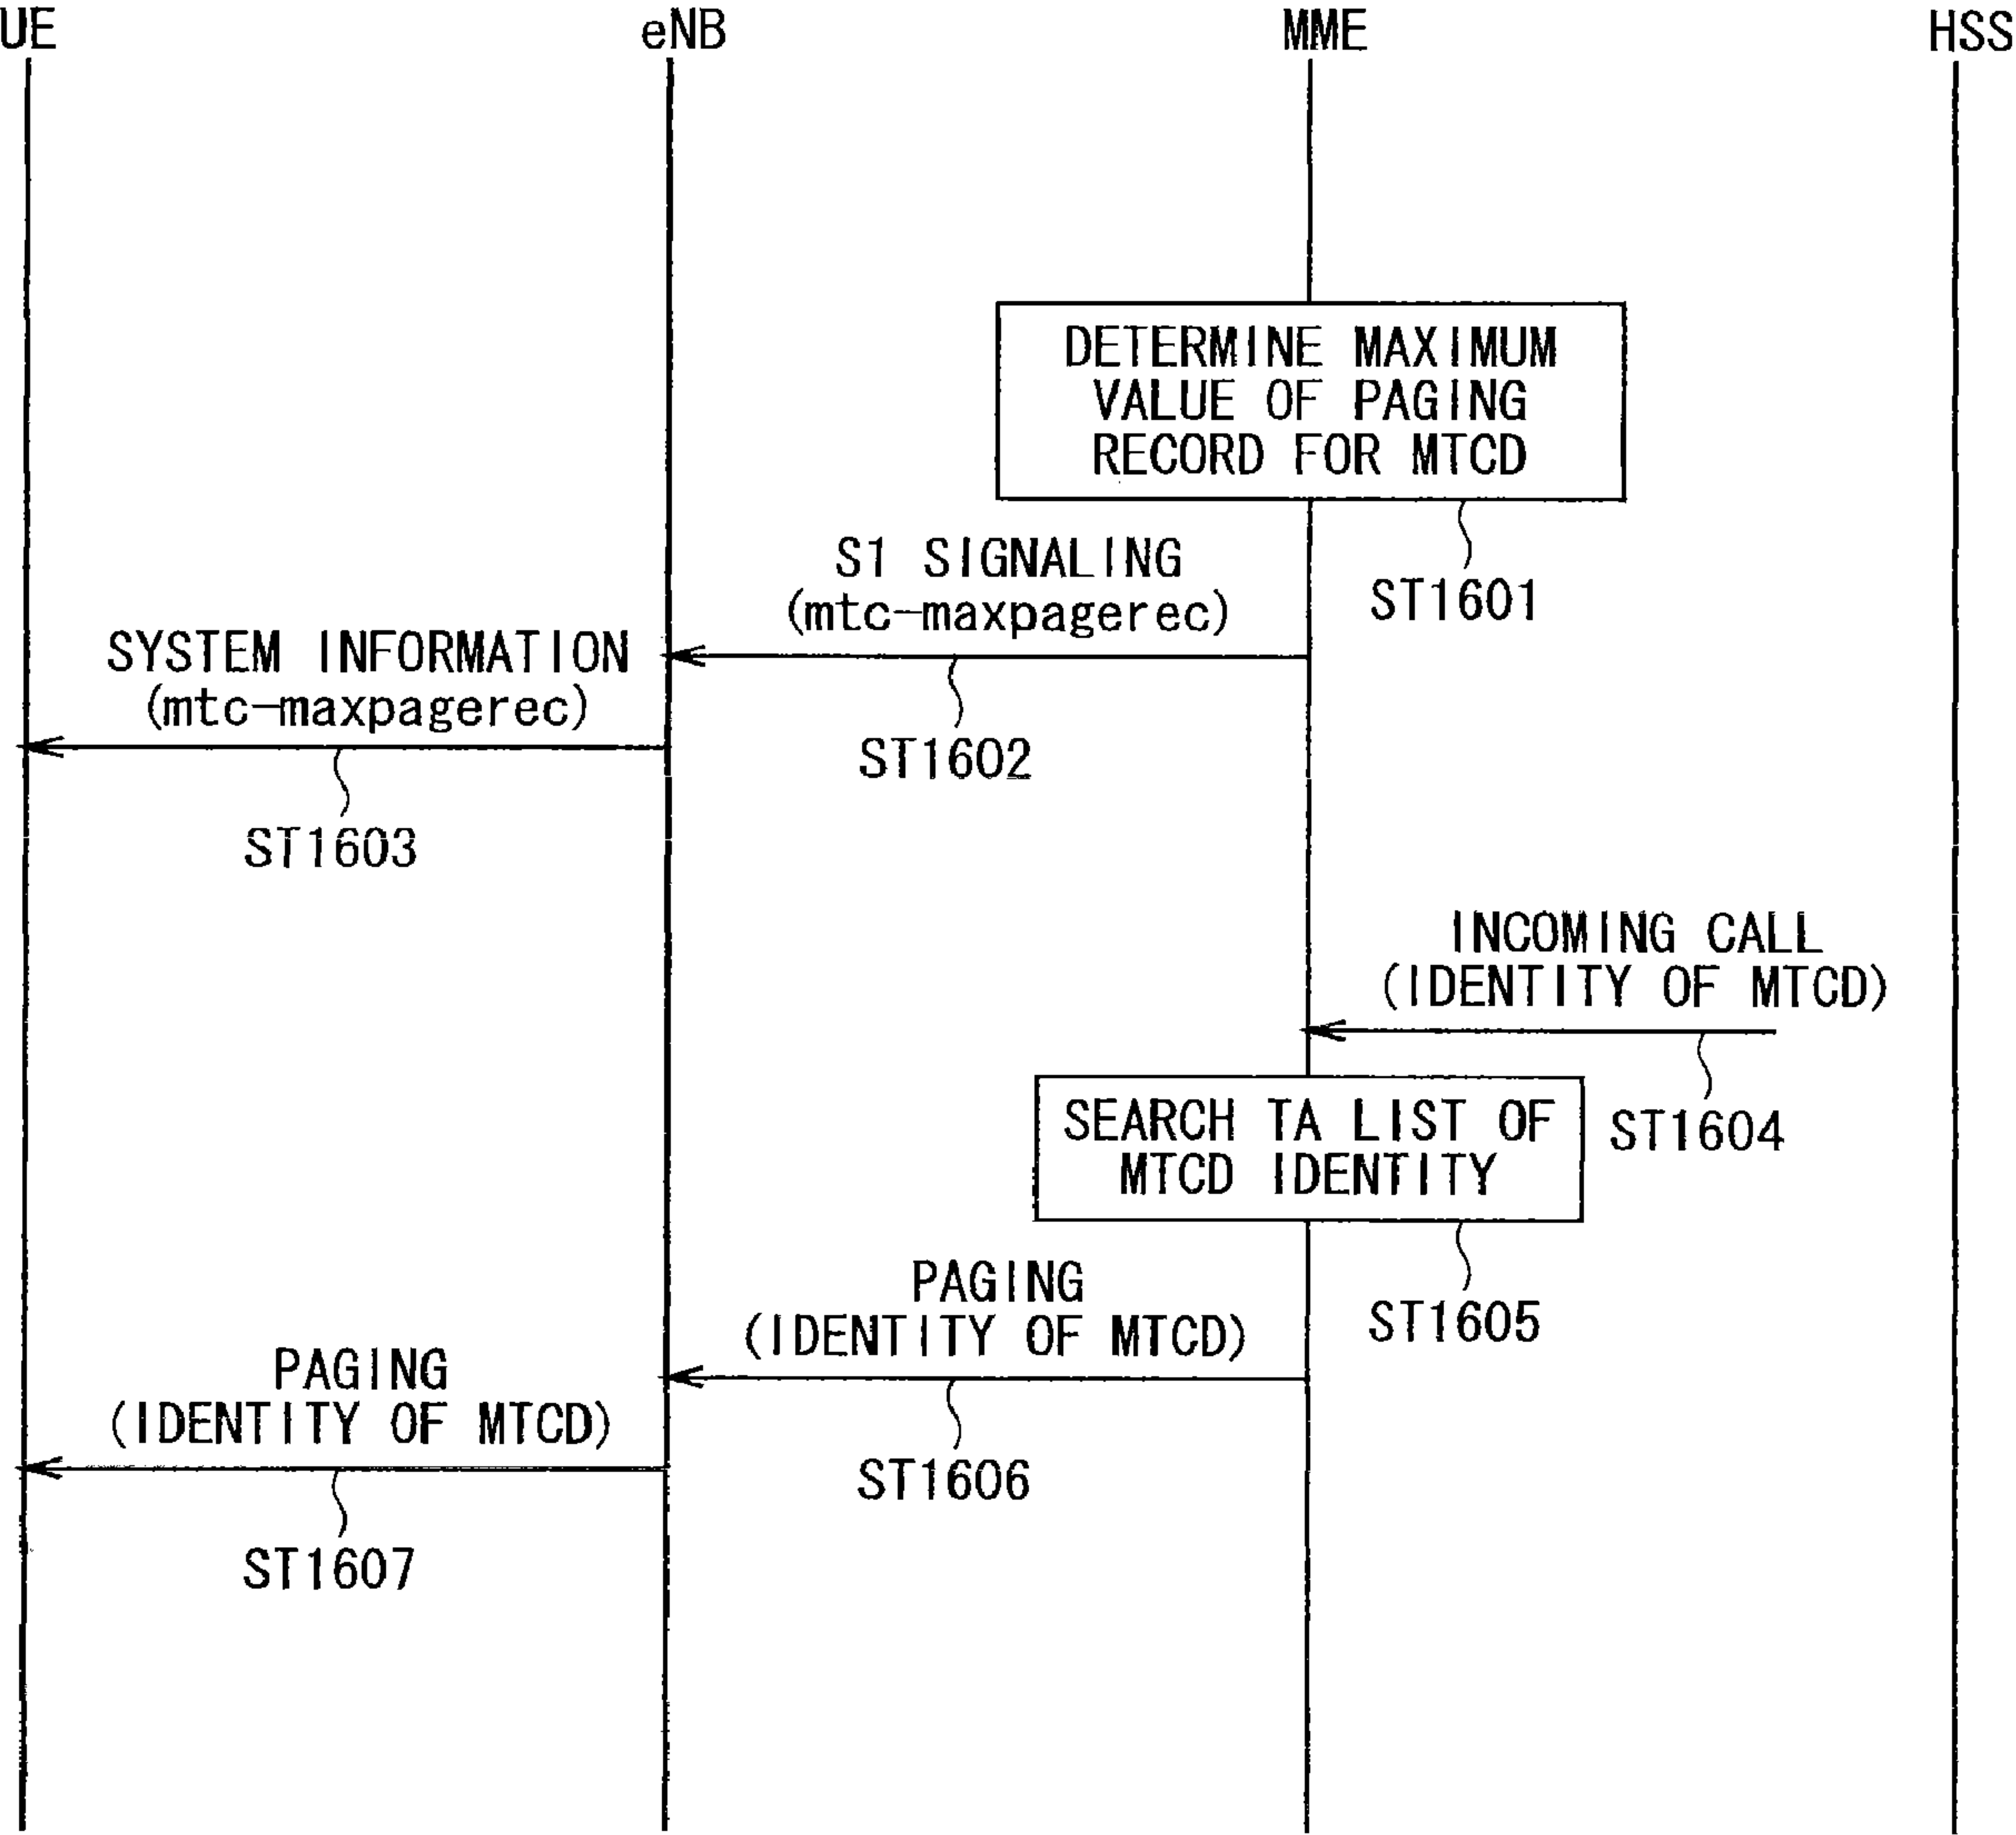 UE
eNB
MME
HSS
DETERMINE MAXIMUM
VALUE OF PAGING
RECORD FOR MTCD
ST1601
S1 SIGNALING
(mtc-maxpagerec)
ST1602
SYSTEM INFORMATION
(mtc-maxpagerec)
ST1603
INCOMING CALL
(IDENTITY OF MTCD)
ST1604
SEARCH TA LIST OF
MTCD IDENTITY
ST1605
PAGING
(IDENTITY OF MTCD)
ST1606
PAGING
(IDENTITY OF MTCD)
ST1607